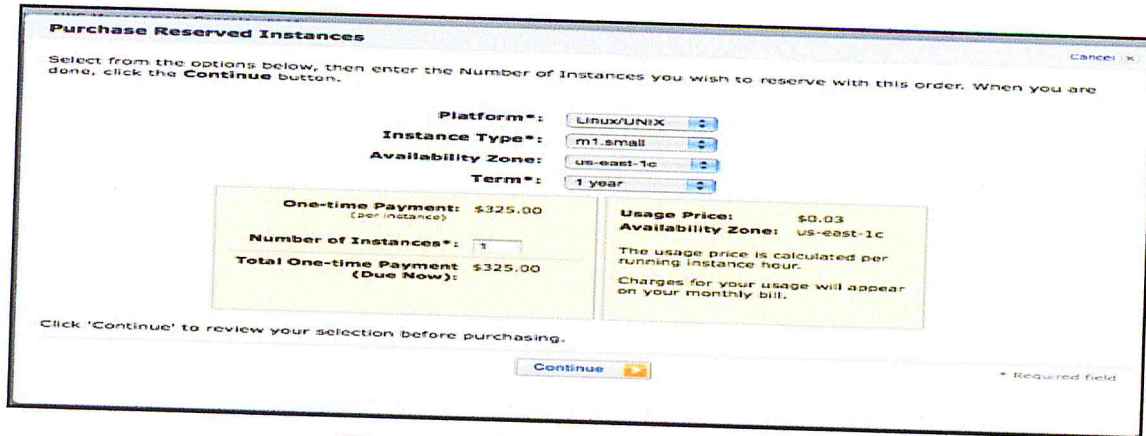 Purchase Reserved Instances
Cancel x
Select from the options below, then enter the Number of Instances you wish to reserve with this order. When you are
done, click the Continue button.
Platform*: Linux/UNIX
Instance Type*: m1.small
Availability Zone: us-east-1c
Term*: 1 year
One-time Payment: $325.00
(per instance)
Number of Instances*: 1
Total One-time Payment $325.00
(Due Now):
Usage Price: $0.03
Availability Zone: us-east-1c
The usage price is calculated per
running instance hour.
Charges for your usage will appear
on your monthly bill.
Click 'Continue' to review your selection before purchasing.
Continue
* Required field